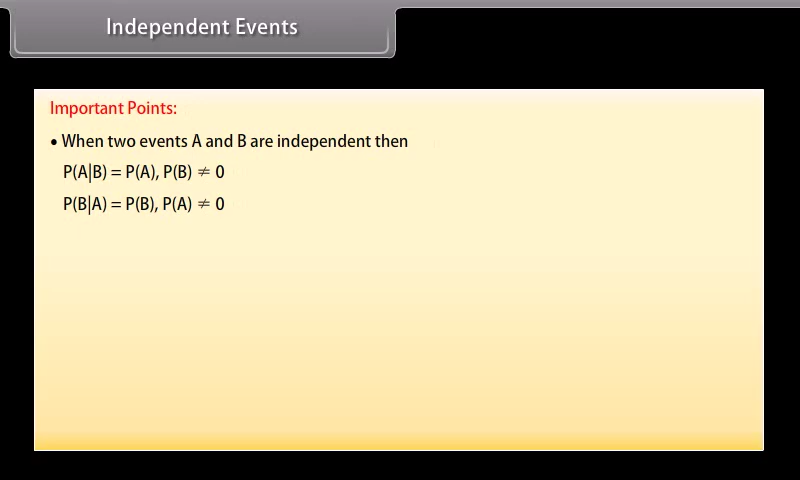 Independent Events
Important Points:
• When two events A and B are independent then
P(A|B) = P(A), P(B) ≠ 0
P(B|A) = P(B), P(A) ≠ 0